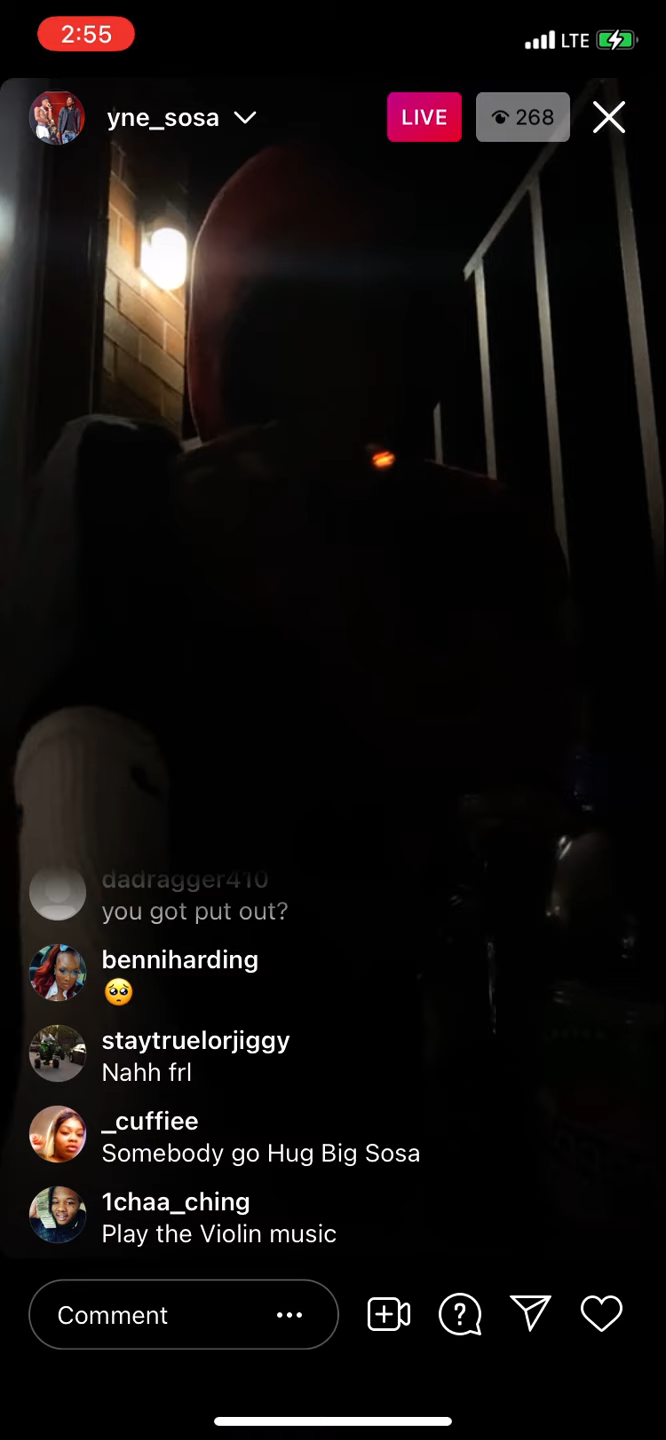 2:55
LTE
yne_sosa
LIVE
268
dadragger410
you got put out?
benniharding
🥺
staytruelorjiggy
Nahh frl
_cuffiee
Somebody go Hug Big Sosa
1chaa_ching
Play the Violin music
Comment